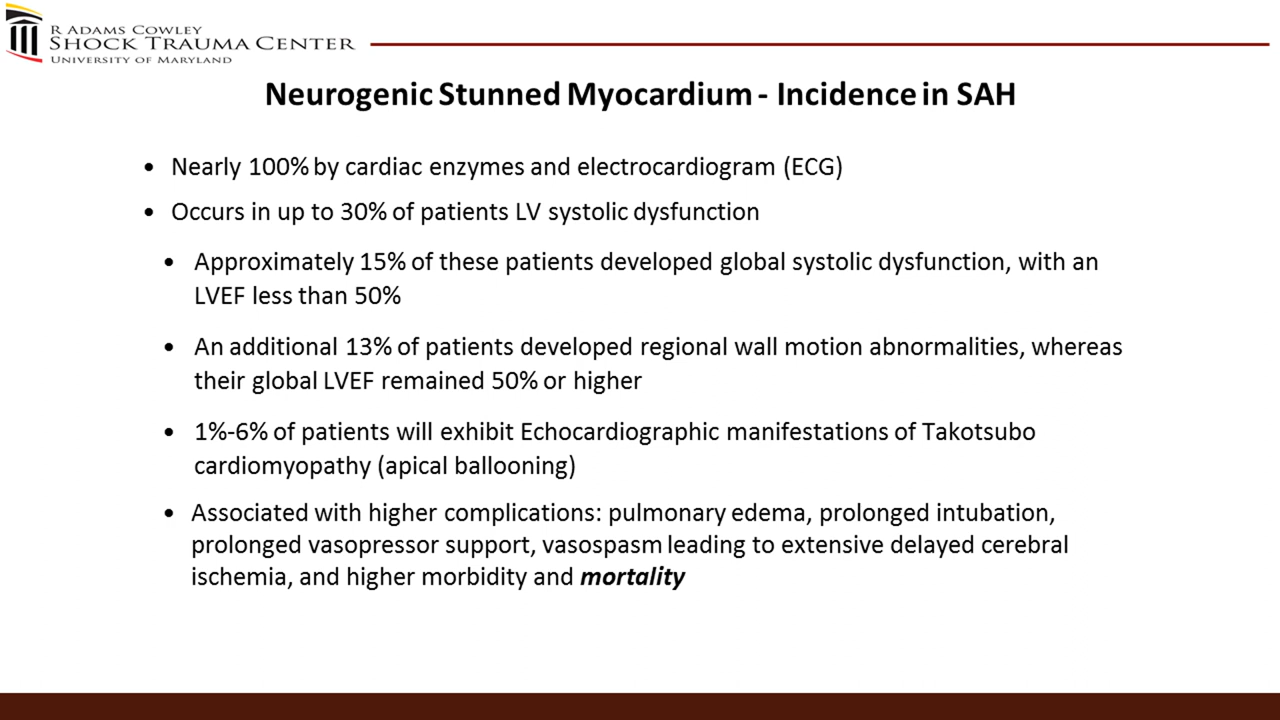 R ADAMS COWLEY
SHOCK TRAUMA CENTER
UNIVERSITY OF MARYLAND
Neurogenic Stunned Myocardium - Incidence in SAH
• Nearly 100% by cardiac enzymes and electrocardiogram (ECG)
• Occurs in up to 30% of patients LV systolic dysfunction
• Approximately 15% of these patients developed global systolic dysfunction, with an
LVEF less than 50%
• An additional 13% of patients developed regional wall motion abnormalities, whereas
their global LVEF remained 50% or higher
• 1%-6% of patients will exhibit Echocardiographic manifestations of Takotsubo
cardiomyopathy (apical ballooning)
• Associated with higher complications: pulmonary edema, prolonged intubation,
prolonged vasopressor support, vasospasm leading to extensive delayed cerebral
ischemia, and higher morbidity and mortality